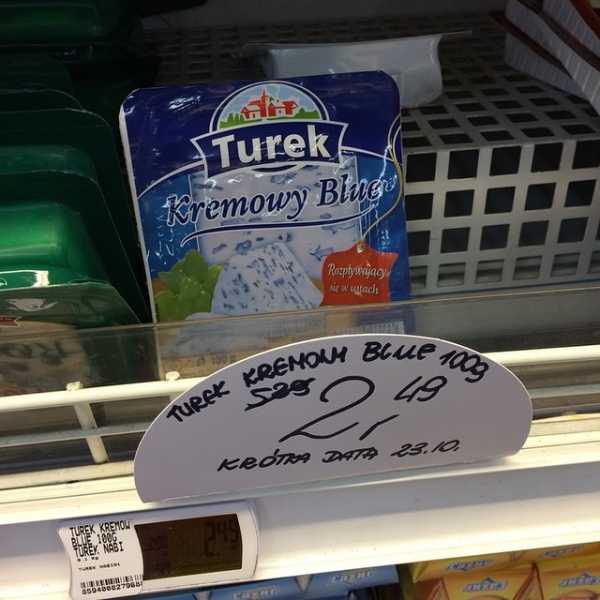 Turek
Kremowy Blue
Rozpływający
się w ustach
TUREK KREMOWY BLUE 100g
5,29
2,49
KRÓTKA DATA 23.10.
TUREK KREMOW
BLUE 100G
TUREK NABI
2.49